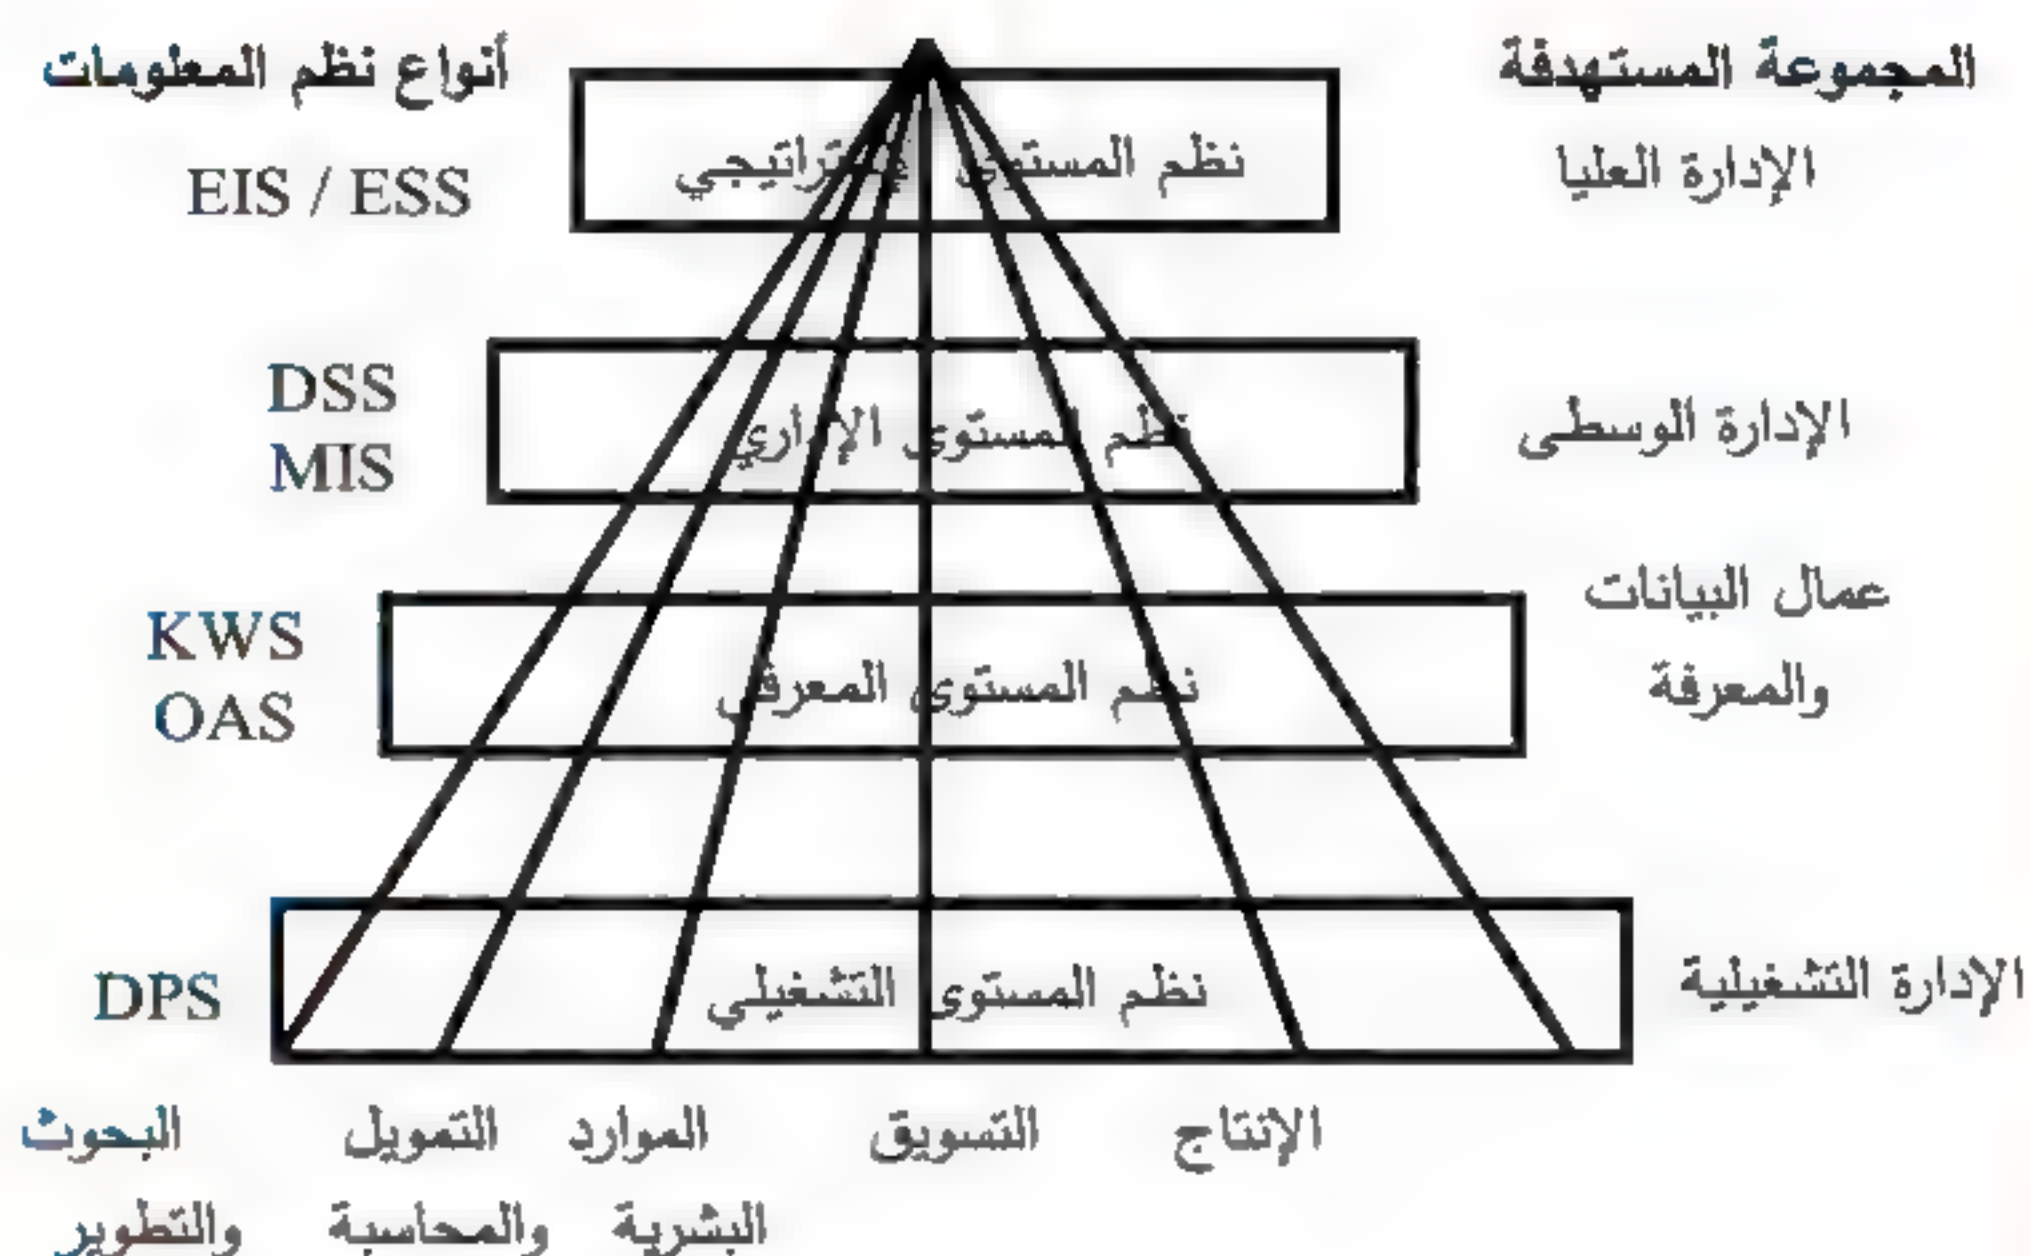 المجموعة المستهدفة
أنواع نظم المعلومات
الإدارة العليا
نظم المستوى الإستراتيجي
EIS / ESS
الإدارة الوسطى
نظم المستوى الإداري
DSS
MIS
عمال البيانات
والمعرفة
نظم المستوى المعرفي
KWS
OAS
الإدارة التشغيلية
نظم المستوى التشغيلي
DPS
الإنتاج
التسويق
الموارد
البشرية
التمويل
والمحاسبة
البحوث
والتطوير